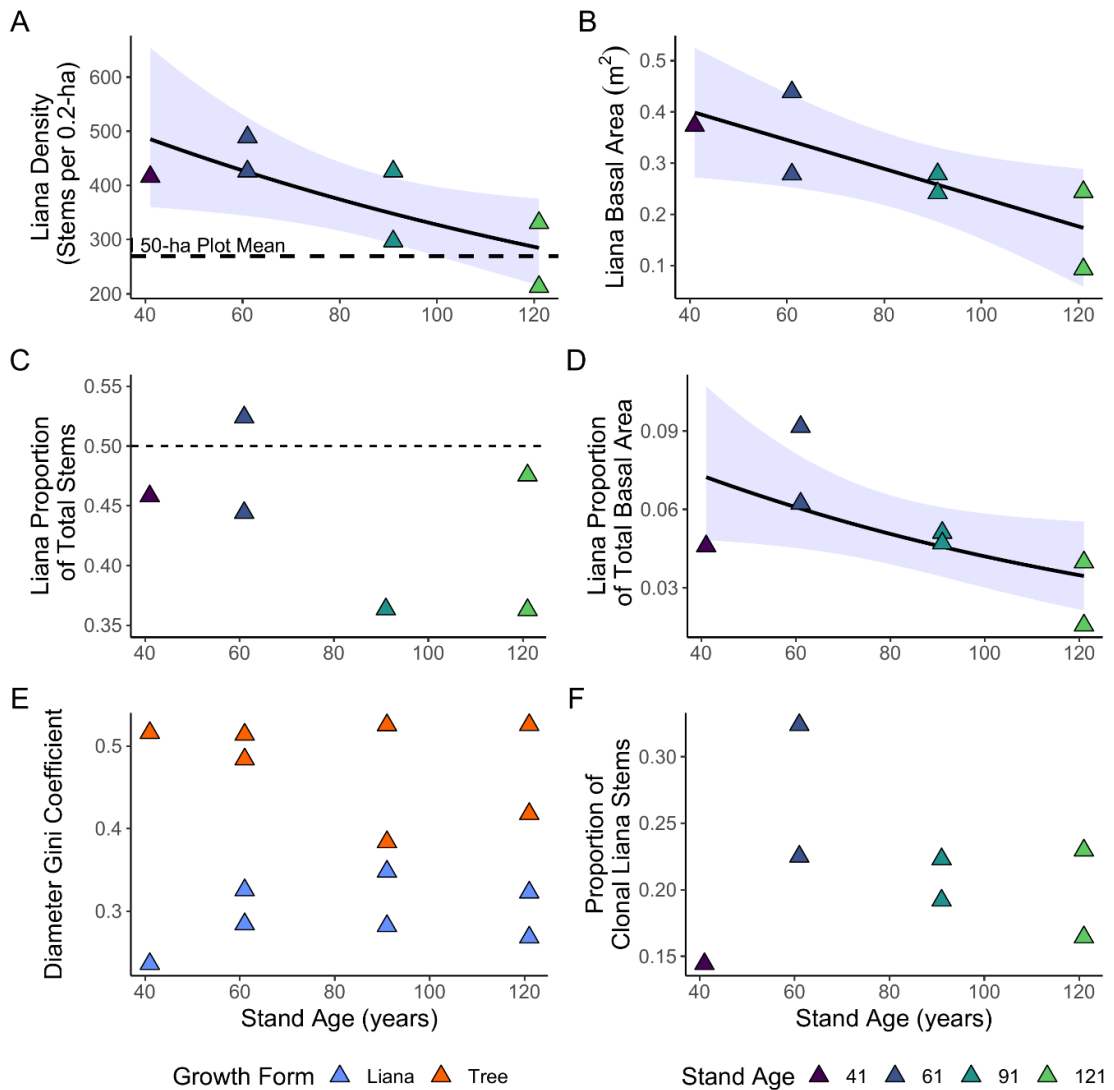 A
Liana Density
(Stems per 0.2-ha)
600
500
400
300
200
50-ha Plot Mean
40 60 80 100 120
B
Liana Basal Area (m²)
0.5
0.4
0.3
0.2
0.1
40 60 80 100 120
C
Liana Proportion
of Total Stems
0.55
0.50
0.45
0.40
0.35
40 60 80 100 120
D
Liana Proportion
of Total Basal Area
0.09
0.06
0.03
40 60 80 100 120
E
Diameter Gini Coefficient
0.5
0.4
0.3
40 60 80 100 120
Stand Age (years)
F
Proportion of
Clonal Liana Stems
0.30
0.25
0.20
0.15
40 60 80 100 120
Stand Age (years)
Growth Form Liana Tree
Stand Age 41 61 91 121